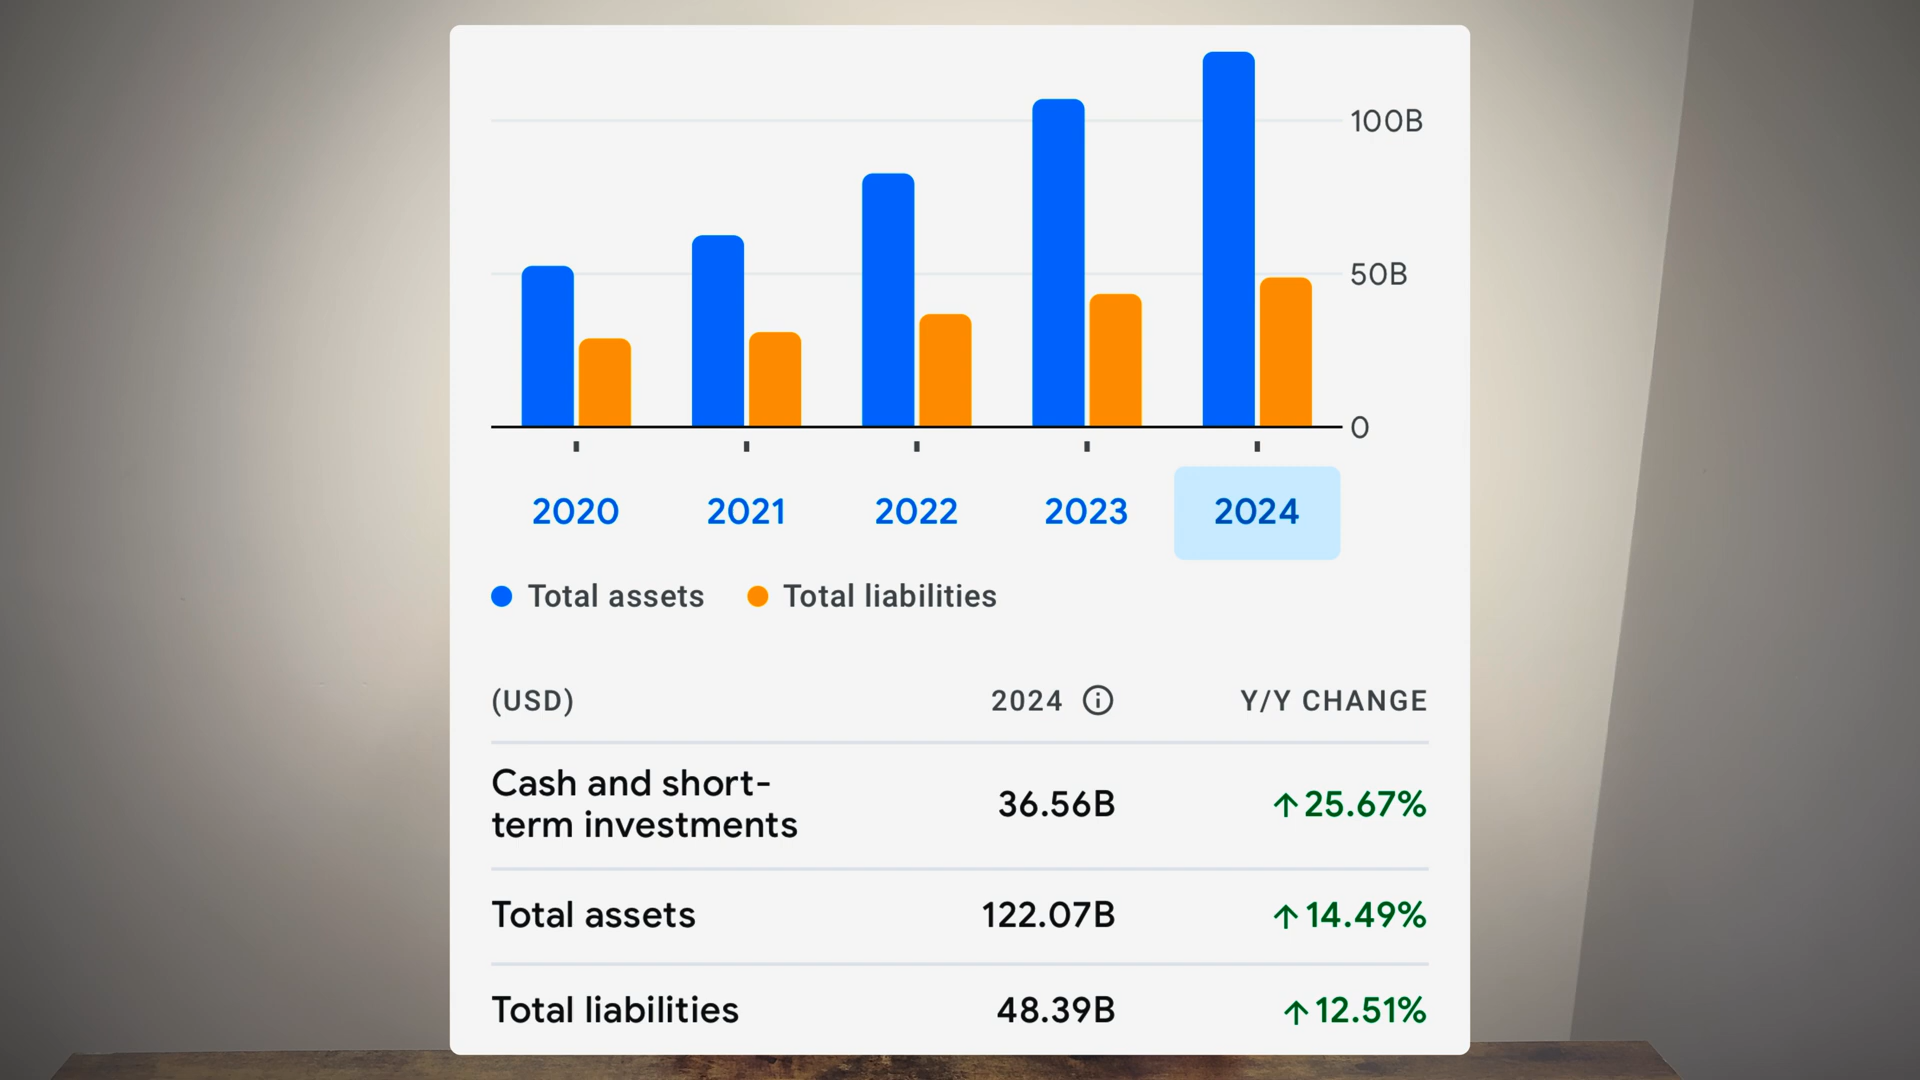 100B
50B
0
2020 2021 2022 2023 2024
Total assets Total liabilities
(USD) 2024 Y/Y CHANGE
Cash and short-
term investments 36.56B ↑25.67%
Total assets 122.07B ↑14.49%
Total liabilities 48.39B ↑12.51%